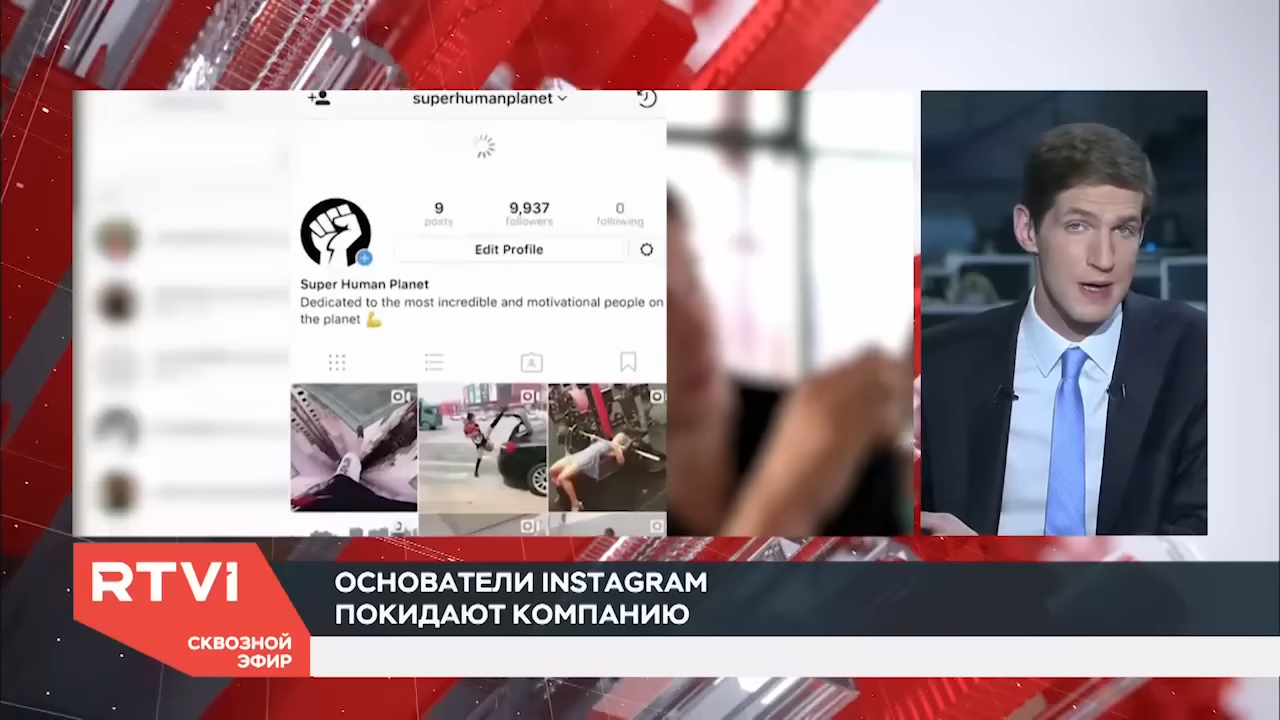 superhumanplanet
9 9,937 0
posts followers following
Edit Profile
Super Human Planet
Dedicated to the most incredible and motivational people on
the planet 💪
RTVi
СКВОЗНОЙ
ЭФИР
ОСНОВАТЕЛИ INSTAGRAM
ПОКИДАЮТ КОМПАНИЮ